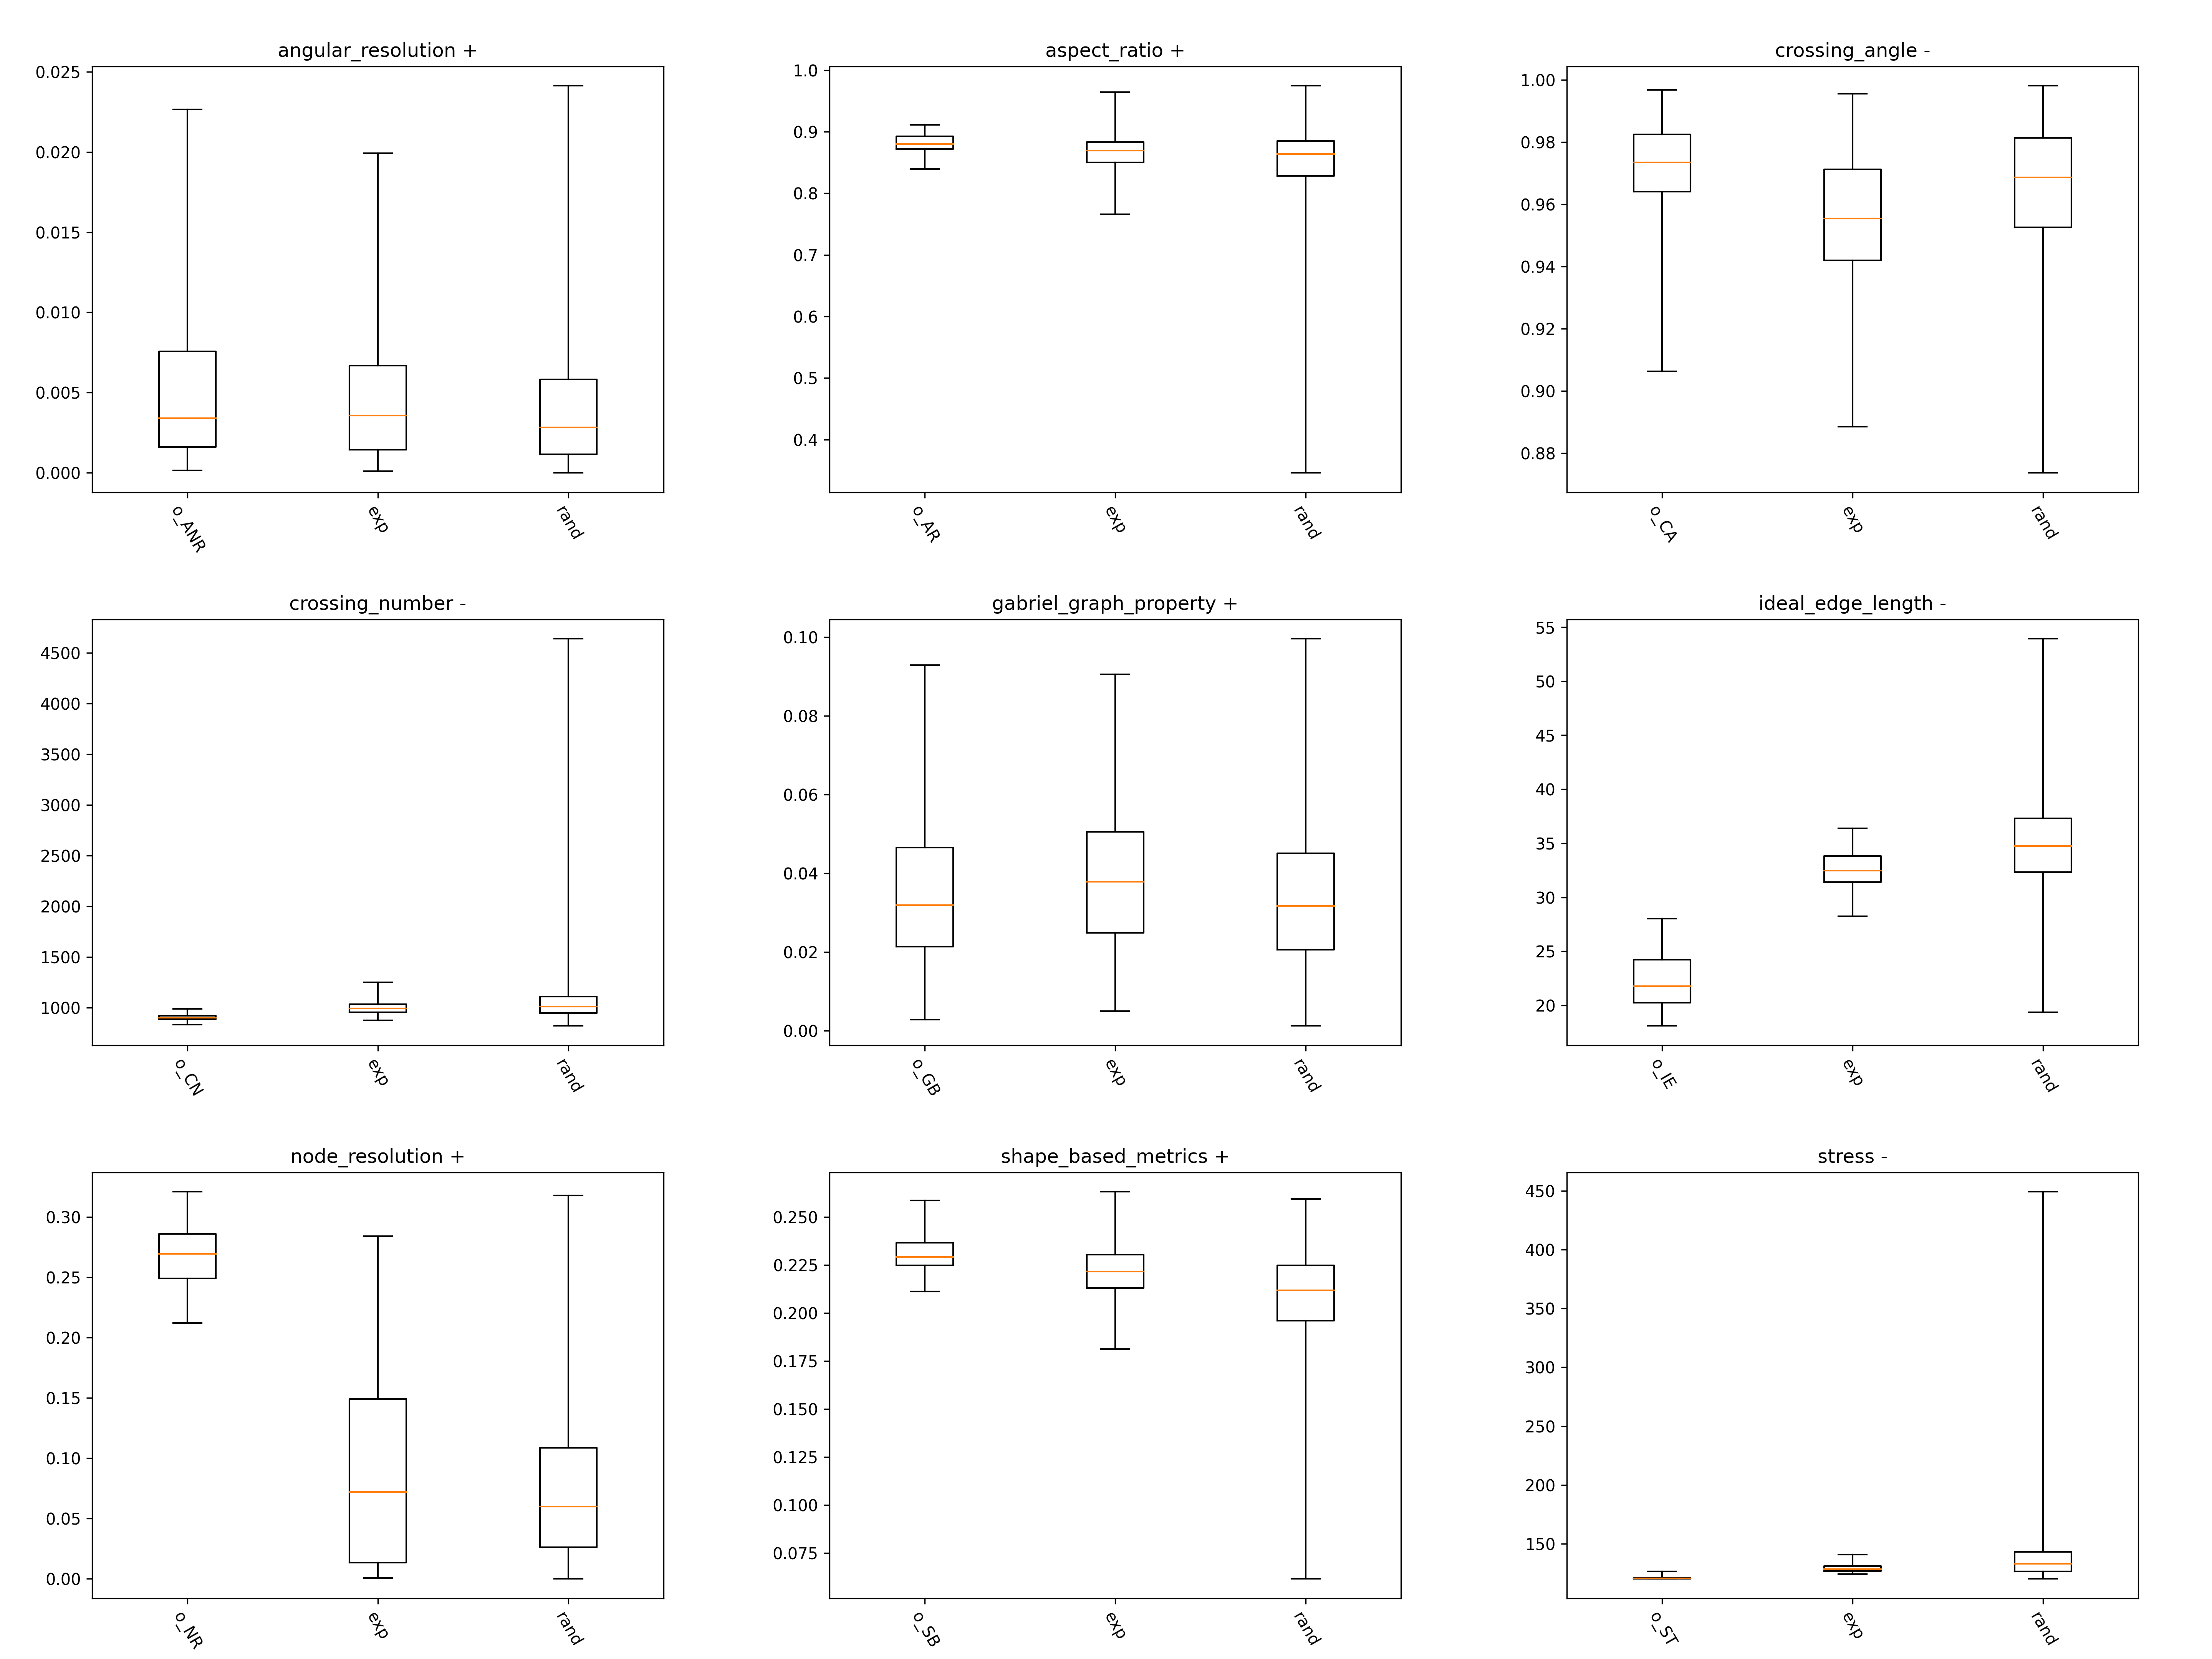 angular_resolution +
0.025
0.020
0.015
0.010
0.005
0.000
o_ANR
exp
rand
aspect_ratio +
1.0
0.9
0.8
0.7
0.6
0.5
0.4
o_AR
exp
rand
crossing_angle -
1.00
0.98
0.96
0.94
0.92
0.90
0.88
o_CA
exp
rand
crossing_number -
4500
4000
3500
3000
2500
2000
1500
1000
o_CN
exp
rand
gabriel_graph_property +
0.10
0.08
0.06
0.04
0.02
0.00
o_GB
exp
rand
ideal_edge_length -
55
50
45
40
35
30
25
20
o_IE
exp
rand
node_resolution +
0.30
0.25
0.20
0.15
0.10
0.05
0.00
o_NR
exp
rand
shape_based_metrics +
0.250
0.225
0.200
0.175
0.150
0.125
0.100
0.075
o_SB
exp
rand
stress -
450
400
350
300
250
200
150
o_ST
exp
rand